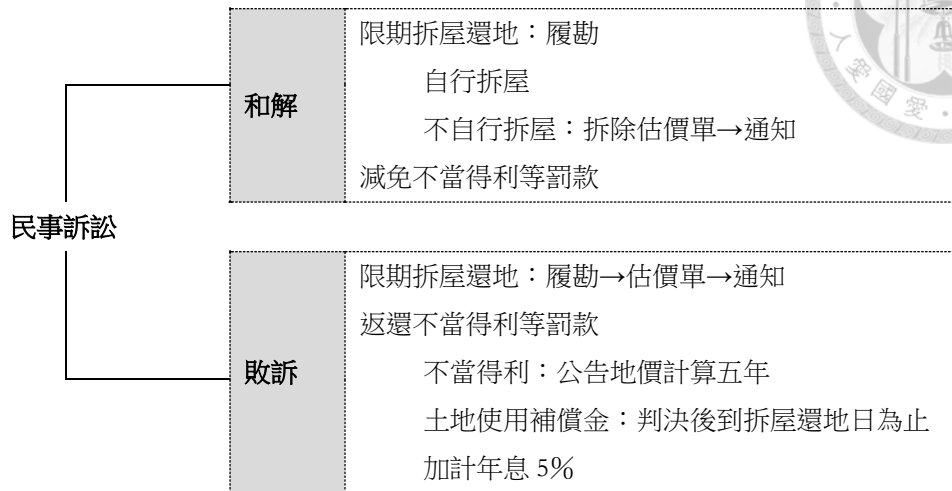 民事訴訟
和解
限期拆屋還地：履勘
自行拆屋
不自行拆屋：拆除估價單→通知
減免不當得利等罰款
敗訴
限期拆屋還地：履勘→估價單→通知
返還不當得利等罰款
不當得利：公告地價計算五年
土地使用補償金：判決後到拆屋還地日為止
加計年息 5%
人 愛 國 愛